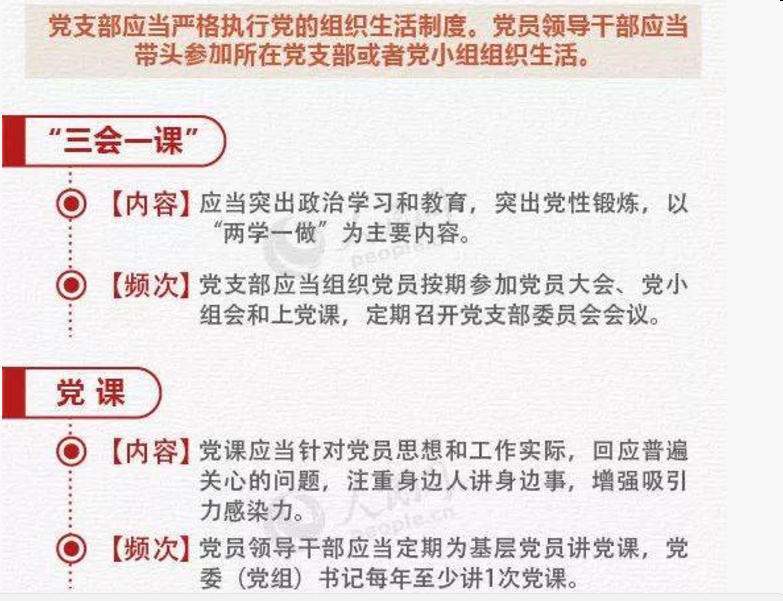 党支部应当严格执行党的组织生活制度。党员领导干部应当
带头参加所在党支部或者党小组组织生活。
“三会一课”
【内容】应当突出政治学习和教育，突出党性锻炼，以
“两学一做”为主要内容。
【频次】党支部应当组织党员按期参加党员大会、党小
组会和上党课，定期召开党支部委员会会议。
党课
【内容】党课应当针对党员思想和工作实际，回应普遍
关心的问题，注重身边人讲身边事，增强吸引
力感染力。
【频次】党员领导干部应当定期为基层党员讲党课，党
委（党组）书记每年至少讲1次党课。
人民网
people.cn
人民网
people.cn